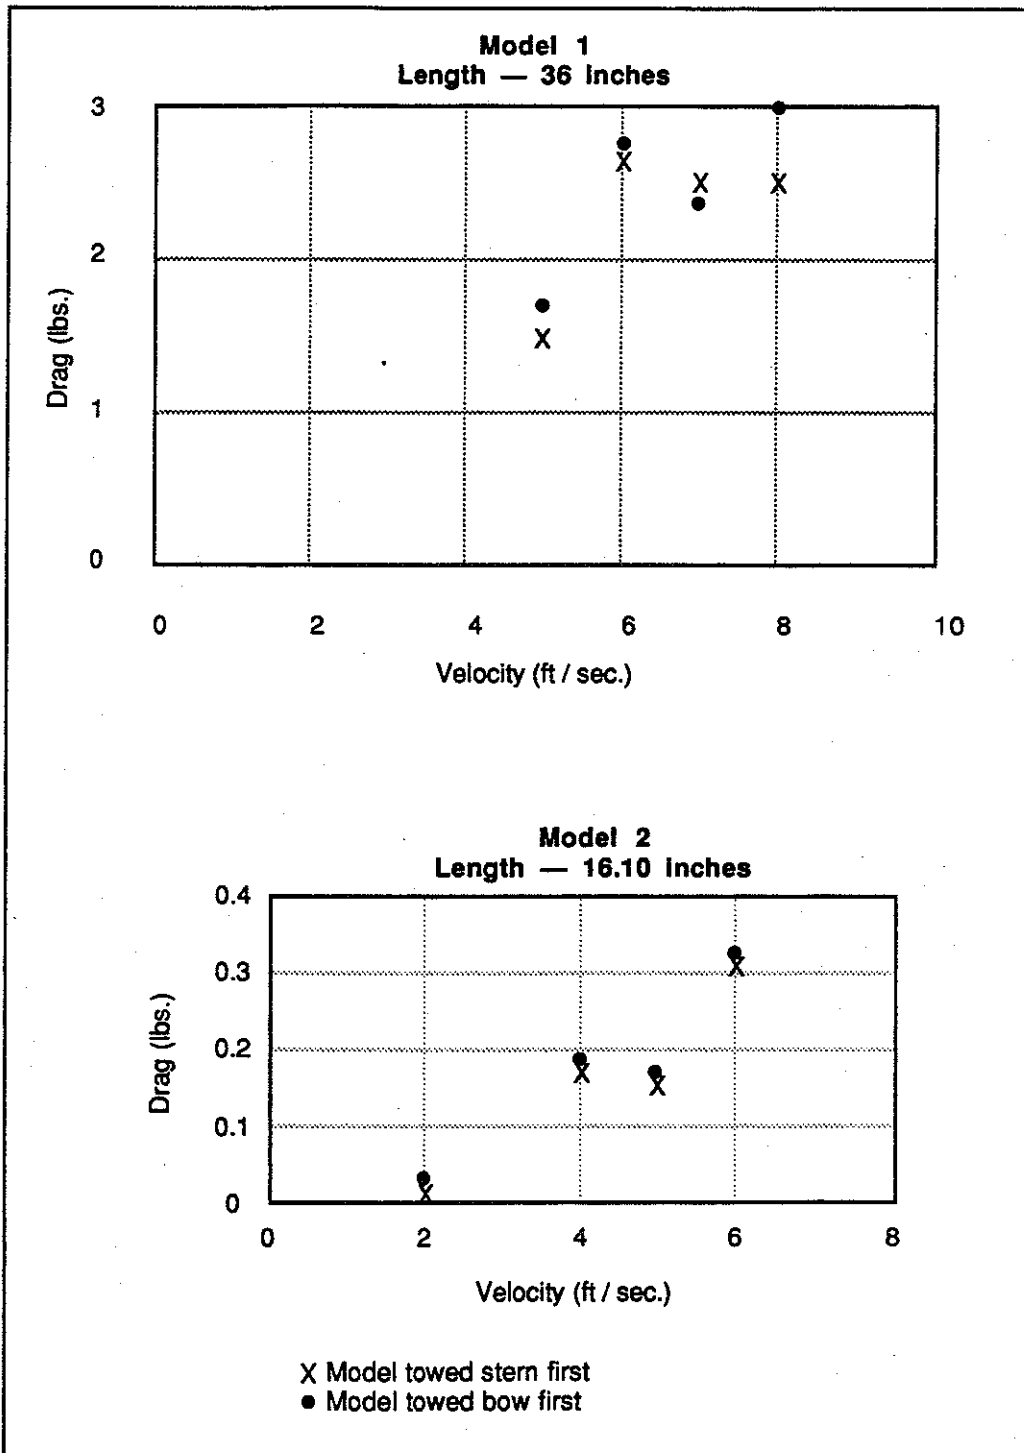 Model 1
Length — 36 inches
3
2
1
0
Drag (lbs.)
0 2 4 6 8 10
Velocity (ft / sec.)
Model 2
Length — 16.10 inches
0.4
0.3
0.2
0.1
0
Drag (lbs.)
0 2 4 6 8
Velocity (ft / sec.)
X Model towed stern first
● Model towed bow first